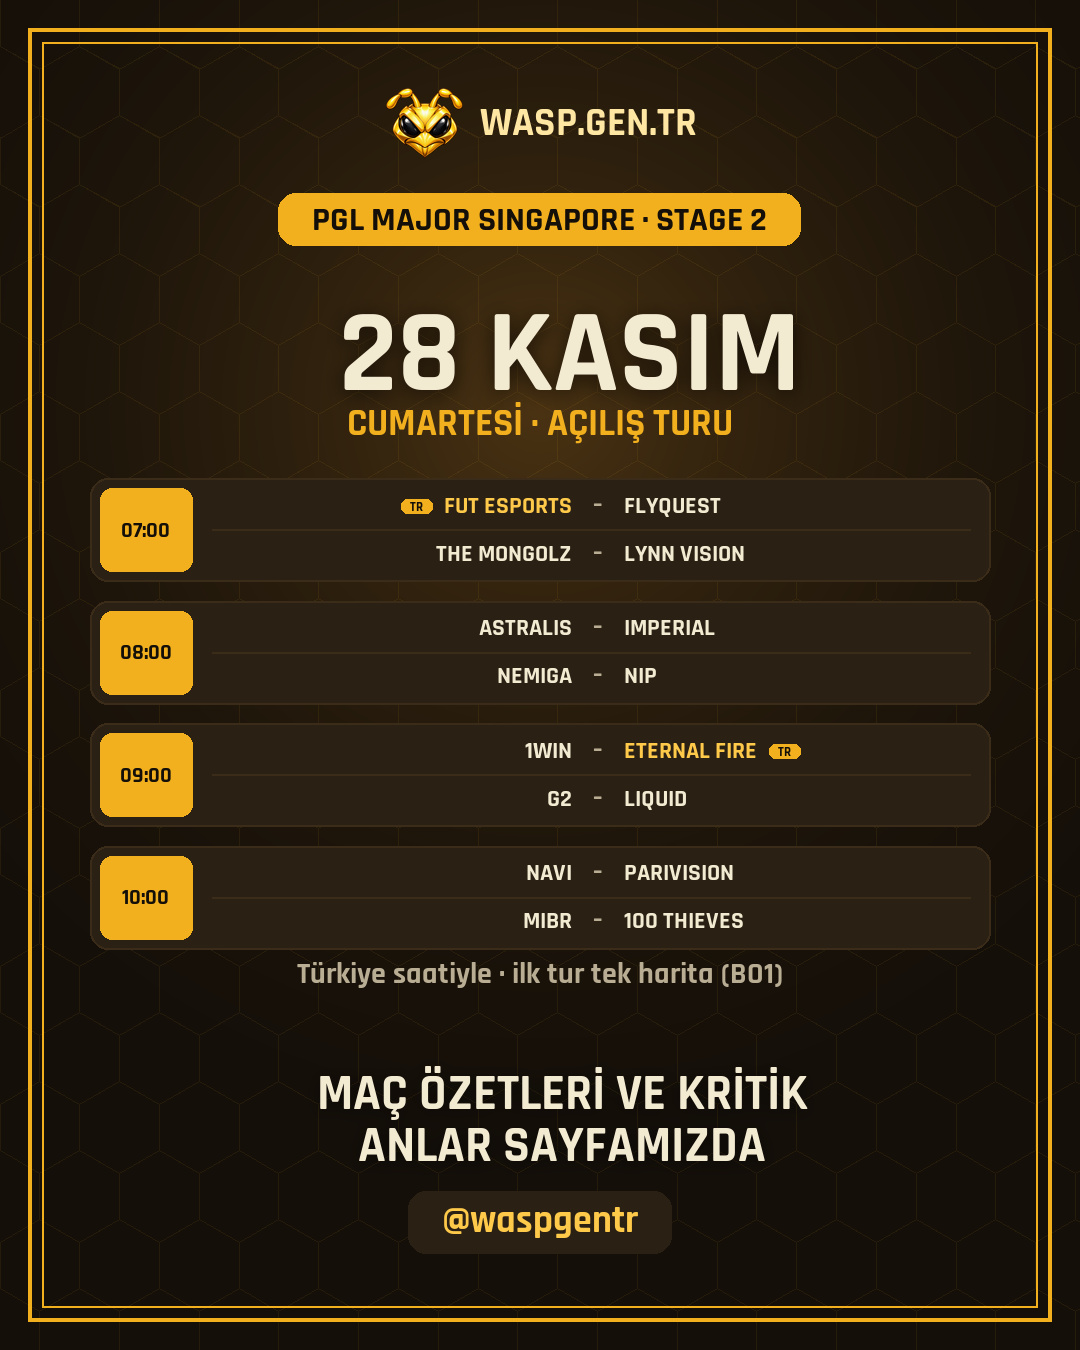 WASP.GEN.TR
PGL MAJOR SINGAPORE · STAGE 2
28 KASIM
CUMARTESİ · AÇILIŞ TURU
07:00
TR FUT ESPORTS - FLYQUEST
THE MONGOLZ - LYNN VISION
08:00
ASTRALIS - IMPERIAL
NEMIGA - NIP
09:00
1WIN - ETERNAL FIRE TR
G2 - LIQUID
10:00
NAVI - PARIVISION
MIBR - 100 THIEVES
Türkiye saatiyle · ilk tur tek harita (BO1)
MAÇ ÖZETLERİ VE KRİTİK
ANLAR SAYFAMIZDA
@waspgentr